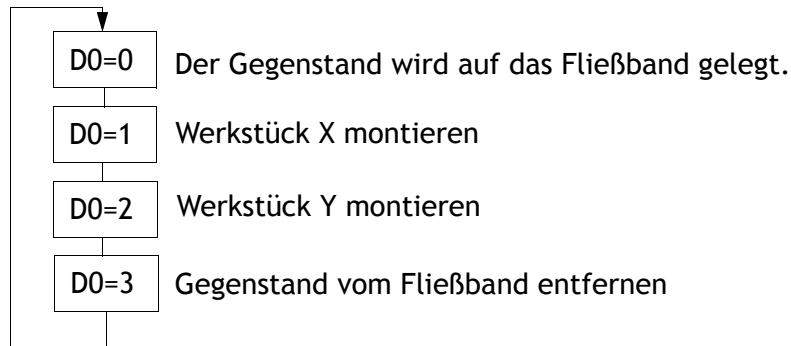 D0=0 Der Gegenstand wird auf das Fließband gelegt.
D0=1 Werkstück X montieren
D0=2 Werkstück Y montieren
D0=3 Gegenstand vom Fließband entfernen